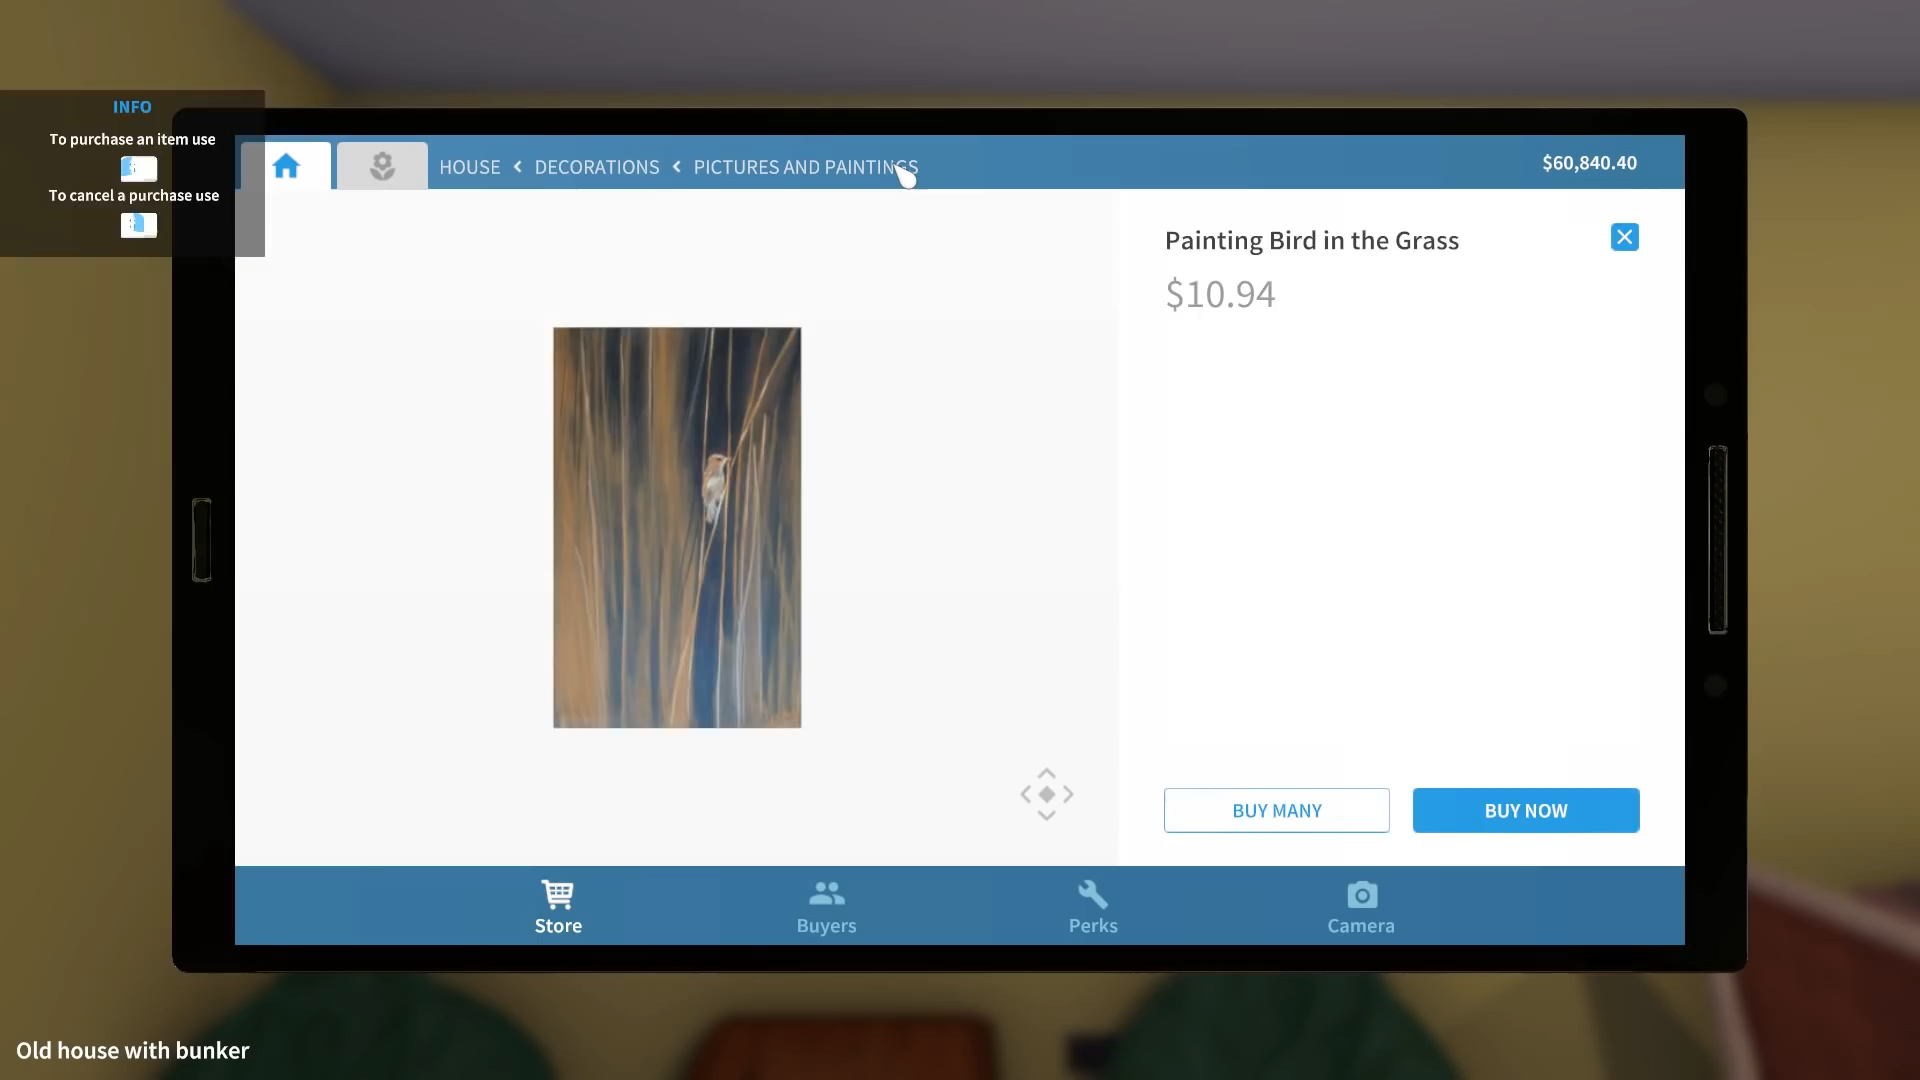 INFO
To purchase an item use
To cancel a purchase use
HOUSE < DECORATIONS < PICTURES AND PAINTINGS
$60,840.40
Painting Bird in the Grass
$10.94
BUY MANY
BUY NOW
Store
Buyers
Perks
Camera
Old house with bunker